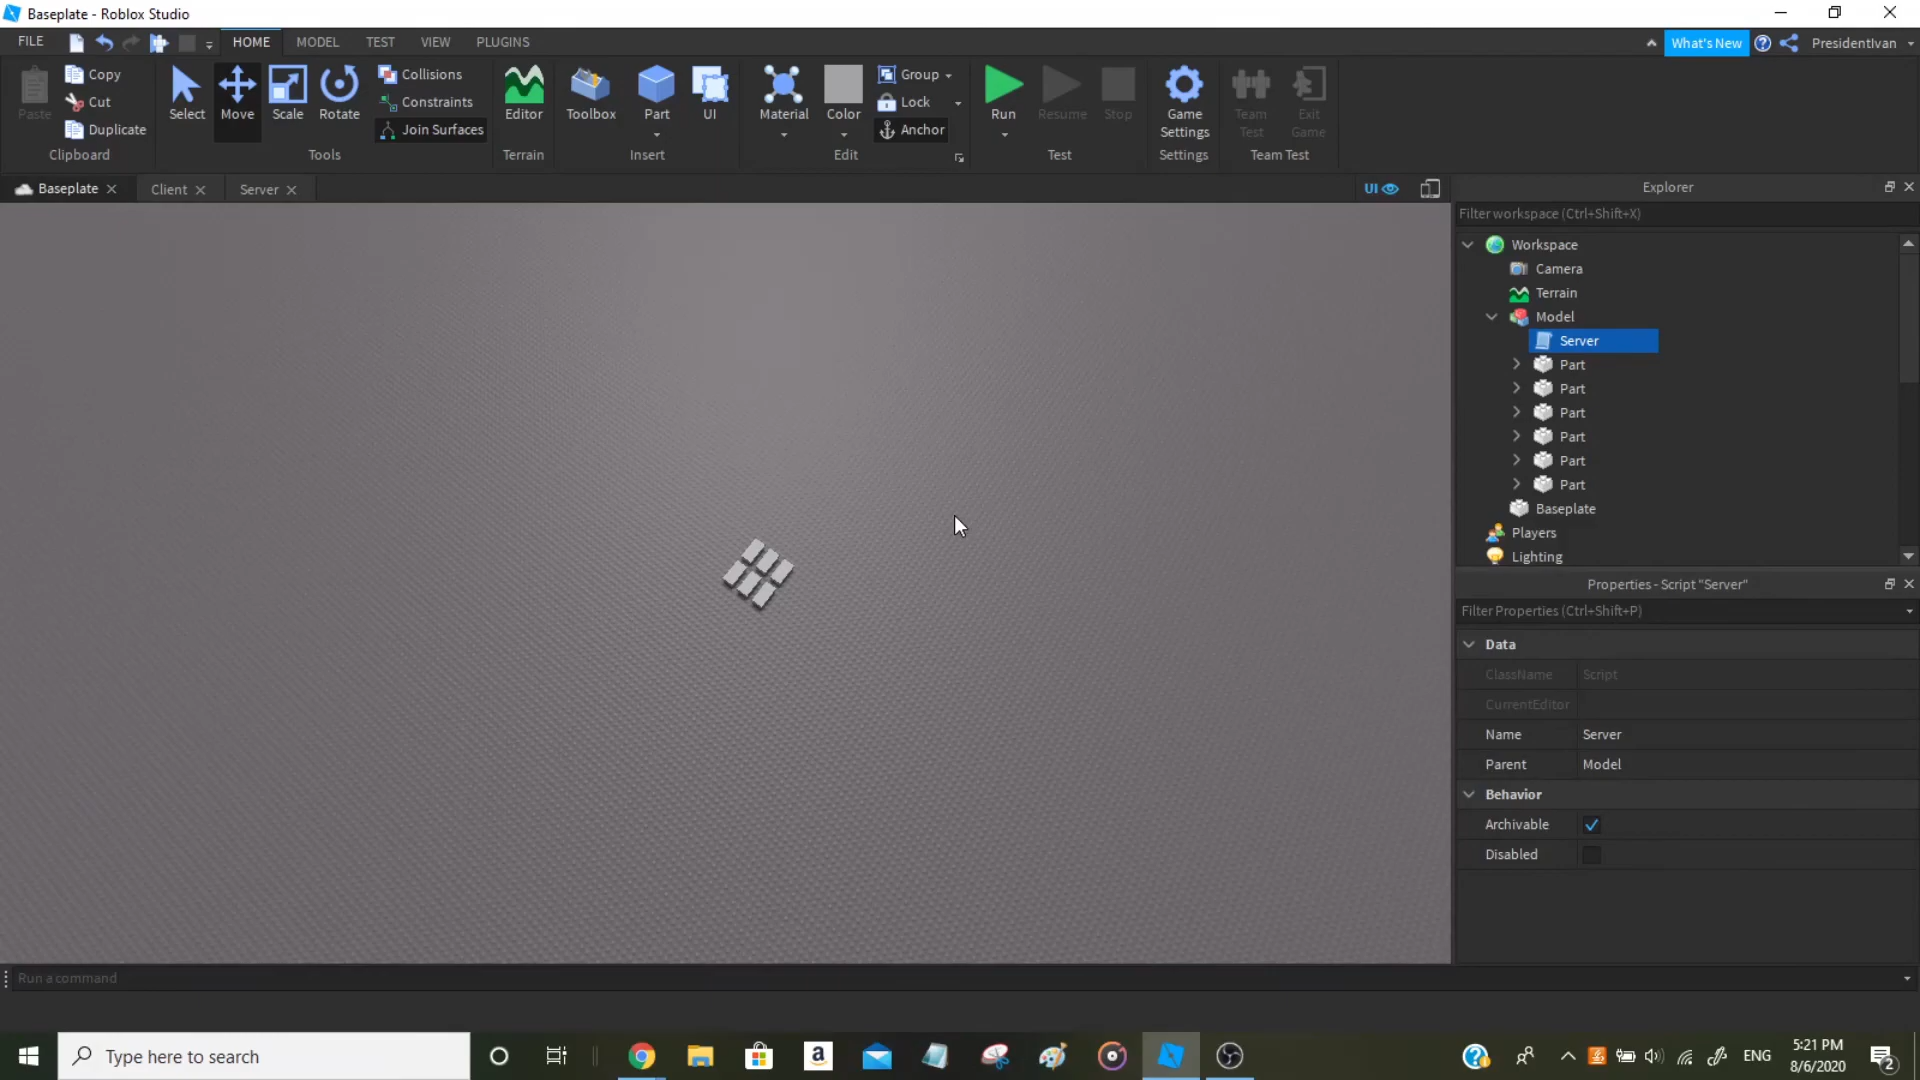 Baseplate - Roblox Studio
FILE HOME MODEL TEST VIEW PLUGINS What's New PresidentIvan
Paste Copy Cut Duplicate
Clipboard
Select Move Scale Rotate Collisions Constraints Join Surfaces
Tools
Editor
Terrain
Toolbox Part UI
Insert
Material Color Group Lock Anchor
Edit
Run Resume Stop
Test
Game Settings
Settings
Team Test Exit Game
Team Test
Baseplate Client Server UI
Explorer
Filter workspace (Ctrl+Shift+X)
Workspace
Camera
Terrain
Model
Server
Part
Part
Part
Part
Part
Part
Baseplate
Players
Lighting
Properties - Script "Server"
Filter Properties (Ctrl+Shift+P)
Data
ClassName Script
CurrentEditor
Name Server
Parent Model
Behavior
Archivable
Disabled
Run a command
Type here to search
a
ENG
5:21 PM
8/6/2020
2